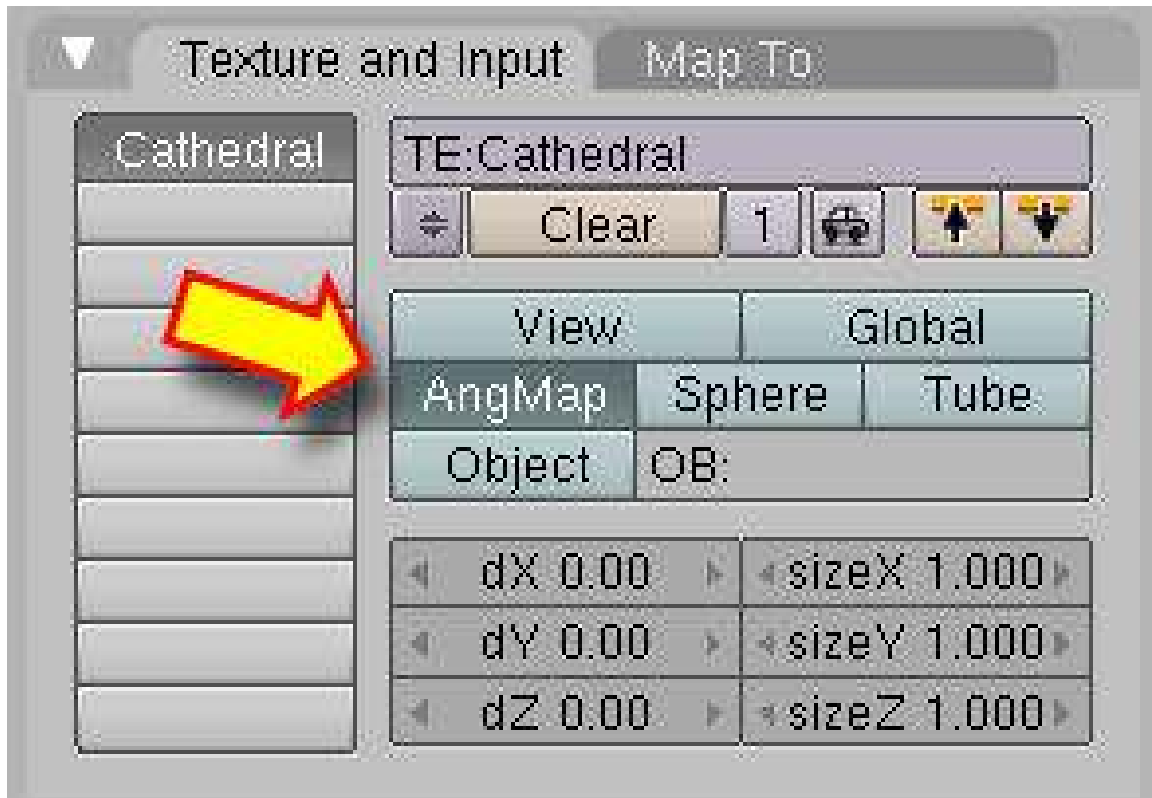 Texture and Input Map To
Cathedral
TE:Cathedral
Clear 1
View Global
AngMap Sphere Tube
Object OB:
dX 0.00 sizeX 1.000
dY 0.00 sizeY 1.000
dZ 0.00 sizeZ 1.000